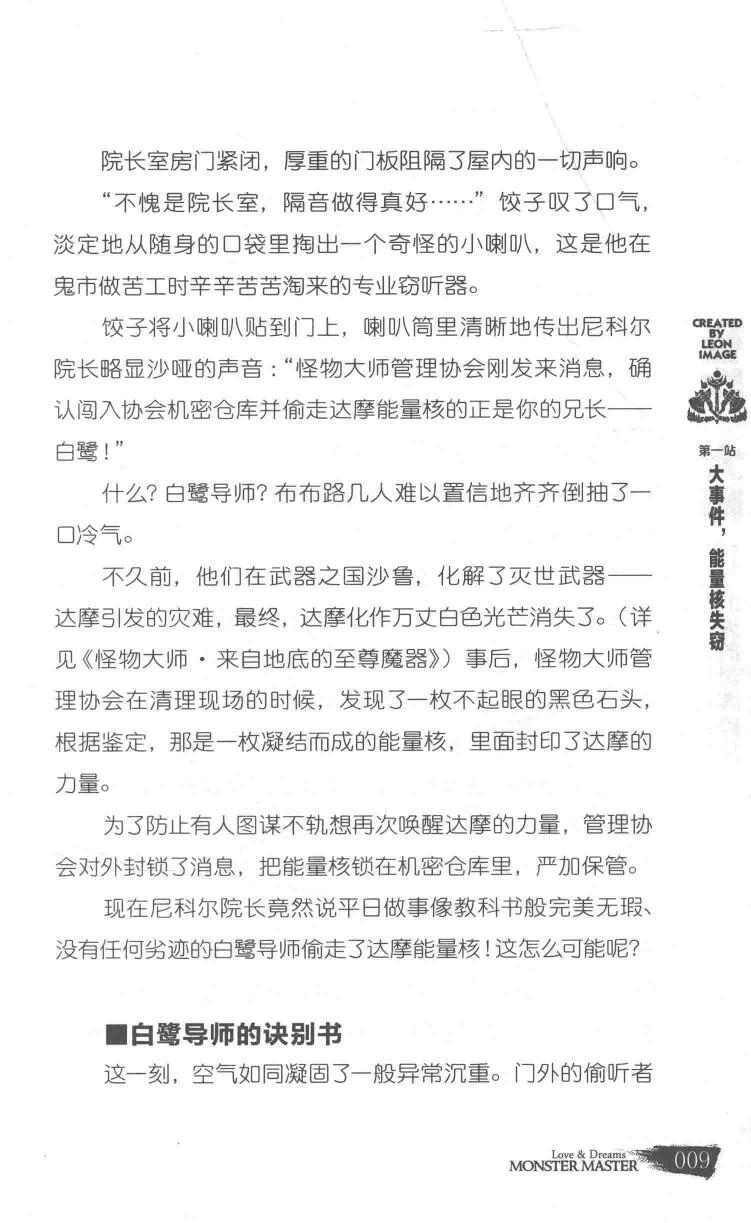 院长室房门紧闭，厚重的门板阻隔了屋内的一切声响。
“不愧是院长室，隔音做得真好……”饺子叹了口气，
淡定地从随身的口袋里掏出一个奇怪的小喇叭，这是他在
鬼市做苦工时辛辛苦苦淘来的专业窃听器。
饺子将小喇叭贴到门上，喇叭筒里清晰地传出尼科尔
院长略显沙哑的声音：“怪物大师管理协会刚发来消息，确
认闯入协会机密仓库并偷走达摩能量核的正是你的兄长——
白鹭！”
什么？白鹭导师？布布路几人难以置信地齐齐倒抽了一
口冷气。
不久前，他们在武器之国沙鲁，化解了灭世武器——
达摩引发的灾难，最终，达摩化作万丈白色光芒消失了。（详
见《怪物大师·来自地底的至尊魔器》）事后，怪物大师管
理协会在清理现场的时候，发现了一枚不起眼的黑色石头，
根据鉴定，那是一枚凝结而成的能量核，里面封印了达摩的
力量。
为了防止有人图谋不轨想再次唤醒达摩的力量，管理协
会对外封锁了消息，把能量核锁在机密仓库里，严加保管。
现在尼科尔院长竟然说平日做事像教科书般完美无瑕、
没有任何劣迹的白鹭导师偷走了达摩能量核！这怎么可能呢？
■白鹭导师的诀别书
这一刻，空气如同凝固了一般异常沉重。门外的偷听者
CREATED
BY
LEON
IMAGE
第一站
大事件，能量核失窃
Love & Dreams
MONSTER MASTER
009